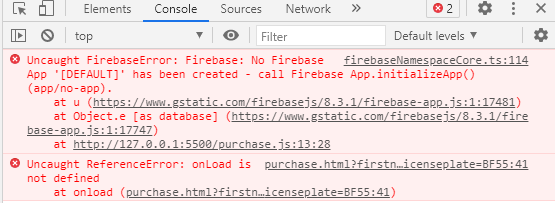 Elements Console Sources » 2
top Filter Default levels ▼
Uncaught FirebaseError: Firebase: No Firebase firebaseNamespaceCore.ts:114
App '[DEFAULT]' has been created - call Firebase App.initializeApp()
(app/no-app).
at u (https://www.gstatic.com/firebasejs/8.3.1/firebase-app.js:1:17481)
at Object.e [as database] (https://www.gstatic.com/firebasejs/8.3.1/fire
base-app.js:1:17747)
at http://127.0.0.1:5500/purchase.js:13:28
Uncaught ReferenceError: onLoad is purchase.html?firstn…icenseplate=BF55:41
not defined
at onload (purchase.html?firstn…icenseplate=BF55:41)